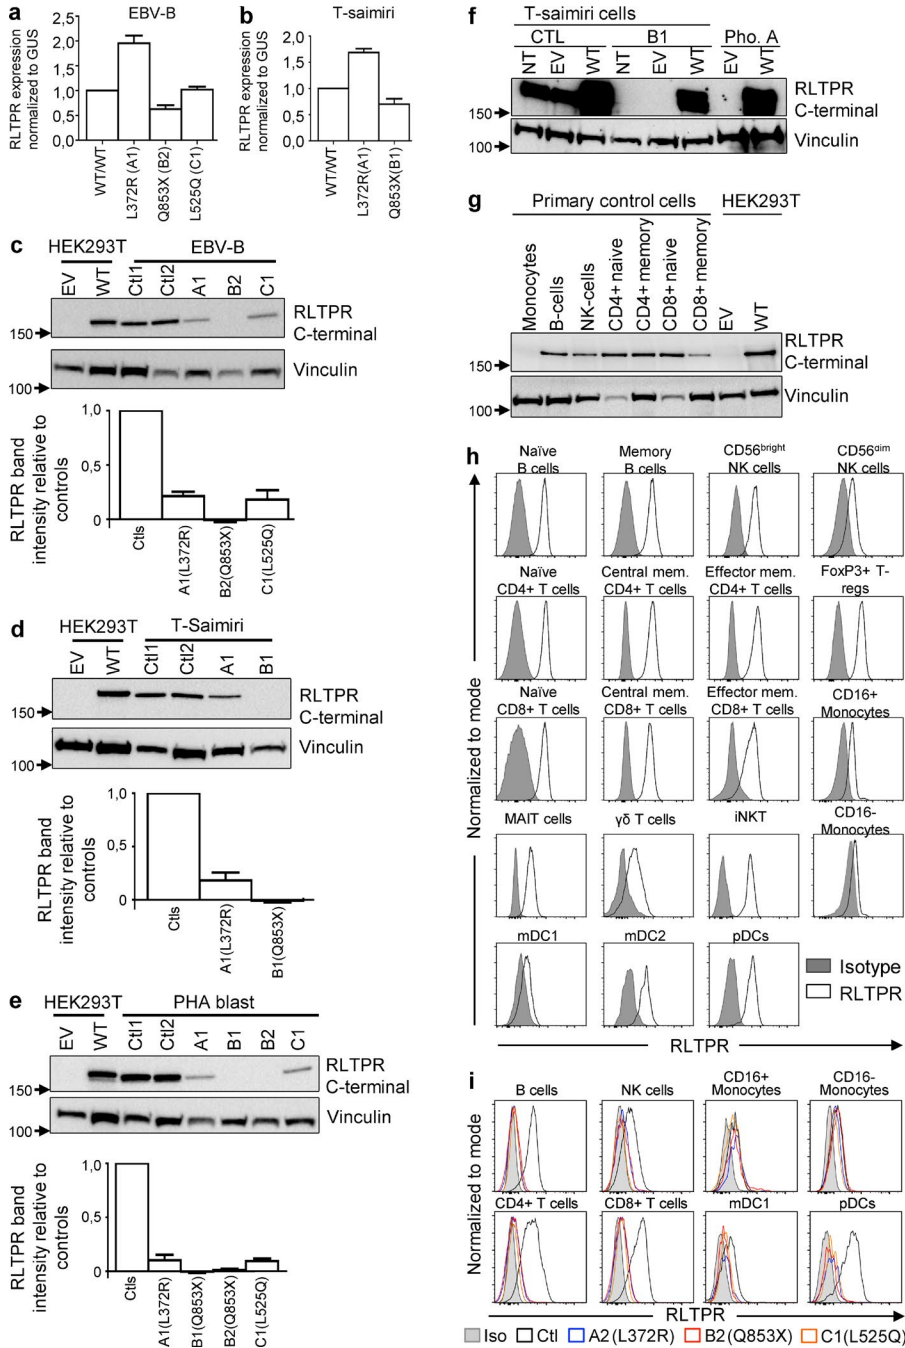 a
EBV-B
RLTPR expression
normalized to GUS
2,5
2,0
1,5
1,0
0,5
0,0
WT/WT
L372R (A1)
Q853X (B2)
L525Q (C1)
b
T-saimiri
RLTPR expression
normalized to GUS
2,0
1,5
1,0
0,5
0,0
WT/WT
L372R(A1)
Q853X(B1)
c
HEK293T
EBV-B
EV
WT
Ctl1
Ctl2
A1
B2
C1
150
RLTPR
C-terminal
100
Vinculin
RLTPR band
intensity relative to
controls
1,0
0,5
0
Ctls
A1(L372R)
B2(Q853X)
C1(L525Q)
d
HEK293T
T-Saimiri
EV
WT
Ctl1
Ctl2
A1
B1
150
RLTPR
C-terminal
100
Vinculin
RLTPR band
intensity relative to
controls
1,0
0,5
0
Ctls
A1(L372R)
B1(Q853X)
e
HEK293T
PHA blast
EV
WT
Ctl1
Ctl2
A1
B1
B2
C1
150
RLTPR
C-terminal
100
Vinculin
RLTPR band
intensity relative to
controls
1,0
0,5
0
Ctls
A1(L372R)
B1(Q853X)
B2(Q853X)
C1(L525Q)
f
T-saimiri cells
CTL
B1
Pho. A
NT
EV
WT
NT
EV
WT
EV
WT
150
RLTPR
C-terminal
100
Vinculin
g
Primary control cells
HEK293T
Monocytes
B-cells
NK-cells
CD4+ naive
CD4+ memory
CD8+ naive
CD8+ memory
EV
WT
150
RLTPR
C-terminal
100
Vinculin
h
Normalized to mode
Naïve
B cells
Memory
B cells
CD56bright
NK cells
CD56dim
NK cells
Naïve
CD4+ T cells
Central mem.
CD4+ T cells
Effector mem.
CD4+ T cells
FoxP3+ T-
regs
Naïve
CD8+ T cells
Central mem.
CD8+ T cells
Effector mem.
CD8+ T cells
CD16+
Monocytes
MAIT cells
γδ T cells
iNKT
CD16-
Monocytes
mDC1
mDC2
pDCs
Isotype
RLTPR
RLTPR
i
Normalized to mode
B cells
NK cells
CD16+
Monocytes
CD16-
Monocytes
CD4+ T cells
CD8+ T cells
mDC1
pDCs
RLTPR
Iso
Ctl
A2(L372R)
B2(Q853X)
C1(L525Q)